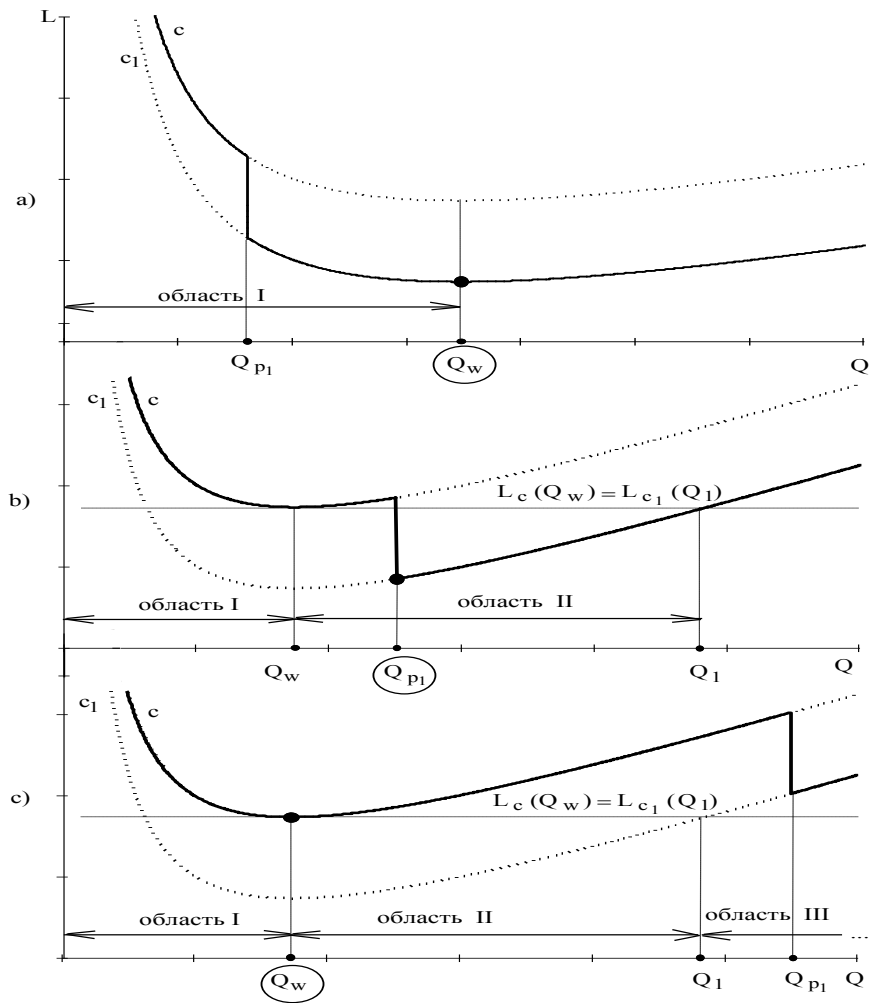 L
c
c1
a)
область I
Qp1
Qw
Q
c1
c
b)
Lc(Qw)=Lc1(Q1)
область I
область II
Qw
Qp1
Q1
Q
c1
c
c)
Lc(Qw)=Lc1(Q1)
область I
область II
область III
...
Qw
Q1
Qp1
Q